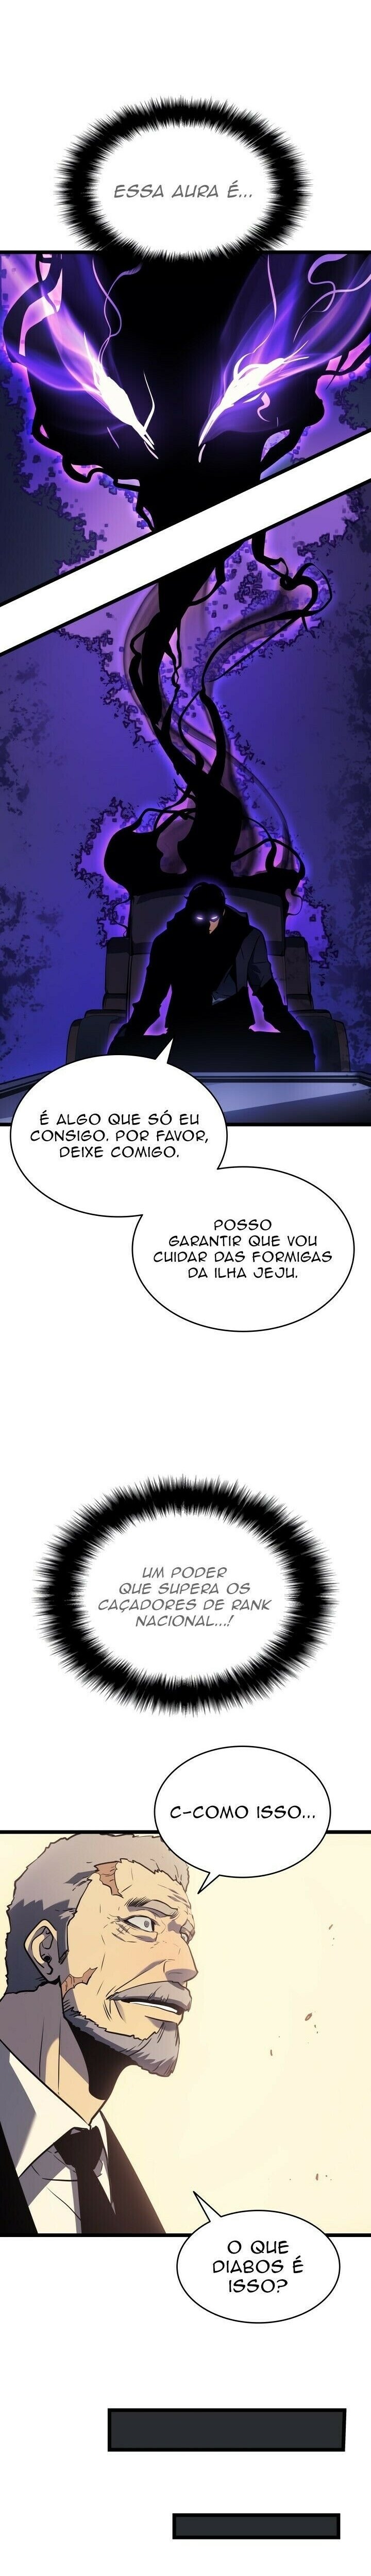 ESSA AURA É...
É ALGO QUE SÓ EU
CONSIGO. POR FAVOR,
DEIXE COMIGO.
POSSO
GARANTIR QUE VOU
CUIDAR DAS FORMIGAS
DA ILHA JEJU.
UM PODER
QUE SUPERA OS
CAÇADORES DE RANK
NACIONAL...!
C-COMO ISSO...
O QUE
DIABOS É
ISSO?